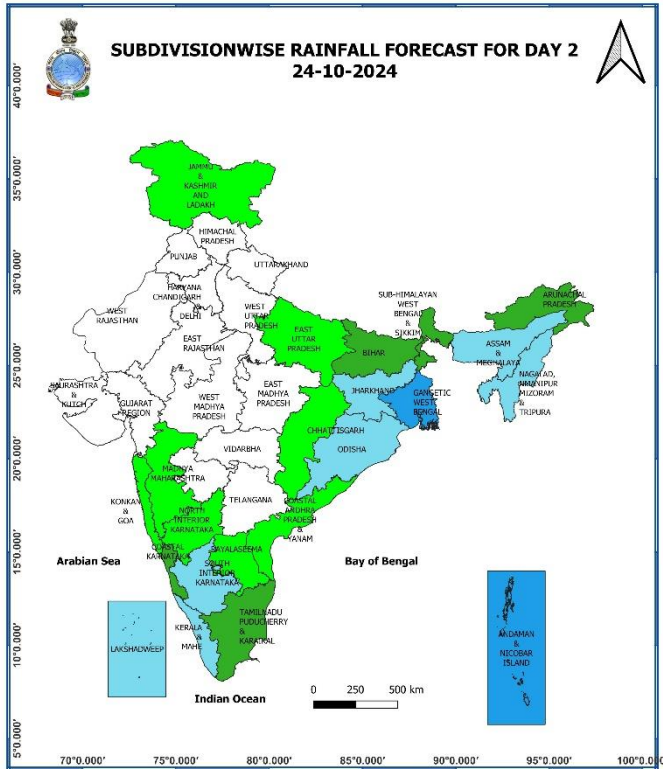 SUBDIVISIONWISE RAINFALL FORECAST FOR DAY 2
24-10-2024
40°0.000'
35°0.000'
30°0.000'
25°0.000'
20°0.000'
15°0.000'
10°0.000'
5°0.000'
JAMMU
&
KASHMIR
AND
LADAKH
HIMACHAL
PRADESH
PUNJAB
UTTARAKHAND
HARYANA
CHANDIGARH
&
DELHI
WEST
RAJASTHAN
WEST
UTTAR
PRADESH
EAST
RAJASTHAN
EAST
UTTAR
PRADESH
SUB-HIMALAYAN
WEST
BENGAL
&
SIKKIM
ARUNACHAL
PRADESH
BIHAR
ASSAM
&
MEGHALAYA
&
KUTCH
GUJARAT
REGION
WEST
MADHYA
PRADESH
EAST
MADHYA
PRADESH
JHARKHAND
GANGETIC
WEST
BENGAL
MIZORAM
&
TRIPURA
CHHATTISGARH
ODISHA
VIDARBHA
MADHYA
MAHARASHTRA
TELANGANA
KONKAN
&
GOA
NORTH
INTERIOR
KARNATAKA
COASTAL
ANDHRA
PRADESH
&
YANAM
Arabian Sea
COASTAL
KARNATAKA
RAYALASEEMA
SOUTH
INTERIOR
KARNATAKA
Bay of Bengal
TAMILNADU
PUDUCHERRY
&
KARAIKAL
KERALA
&
MAHE
LAKSHADWEEP
ANDAMAN
&
NICOBAR
ISLAND
Indian Ocean
0 250 500 km
70°0.000' 75°0.000' 80°0.000' 85°0.000' 90°0.000' 95°0.000' 100°0.000'